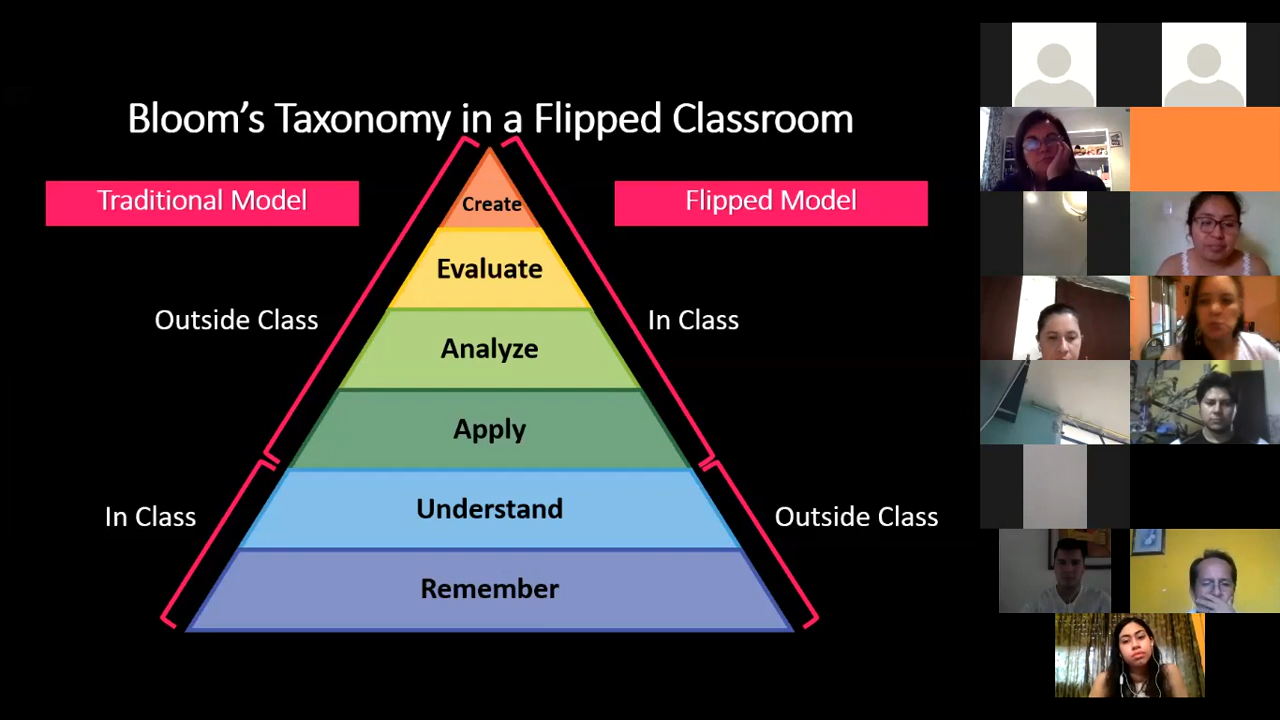 Bloom's Taxonomy in a Flipped Classroom
Traditional Model
Flipped Model
Create
Evaluate
Outside Class
In Class
Analyze
Apply
In Class
Understand
Outside Class
Remember